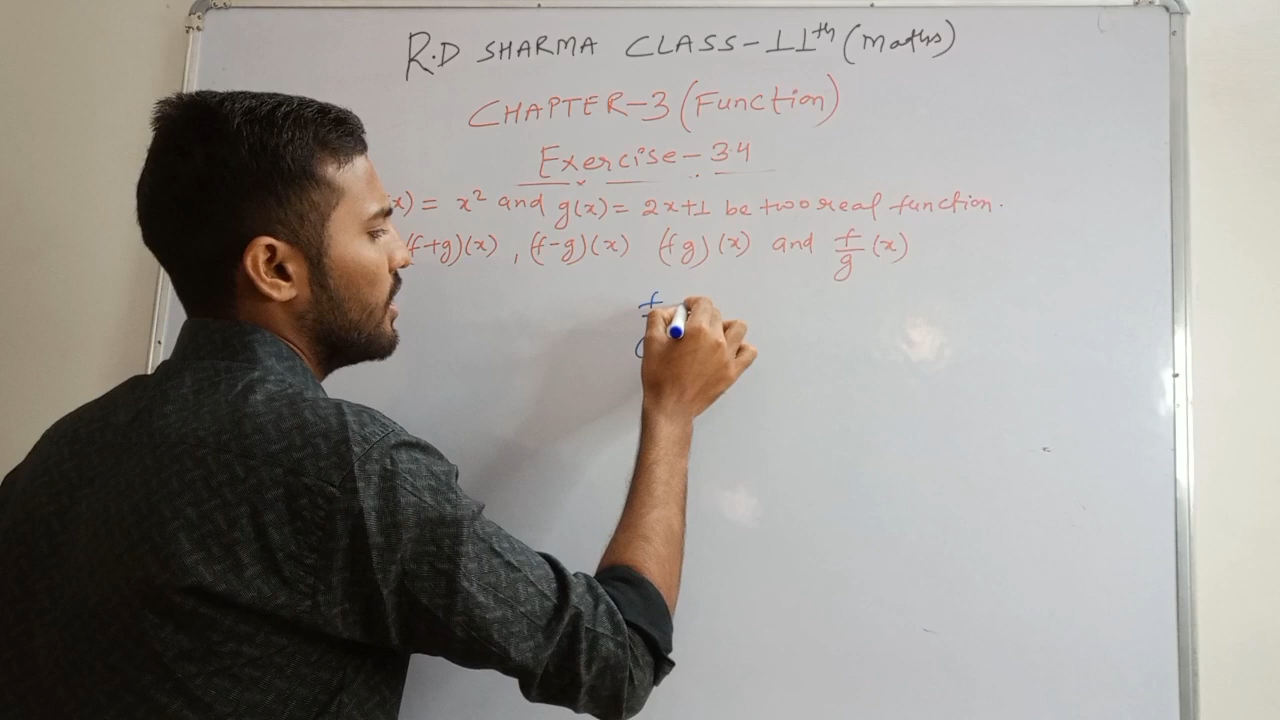 R.D SHARMA CLASS-11th (Maths)
CHAPTER-3 (Function)
Exercise-3.4
x) = x² and g(x) = 2x+1 be two real function.
(f+g)(x), (f-g)(x) (fg)(x) and f/g (x)
f